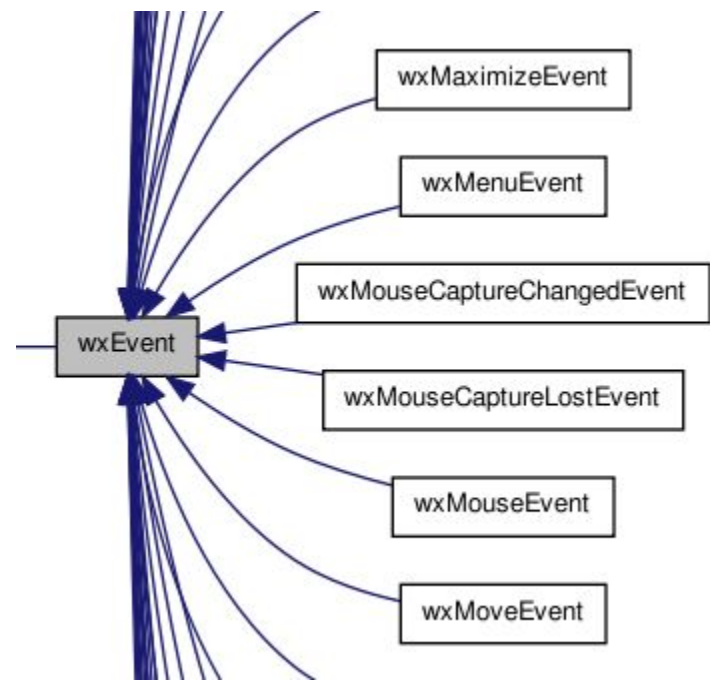 wxMaximizeEvent
wxMenuEvent
wxMouseCaptureChangedEvent
wxEvent
wxMouseCaptureLostEvent
wxMouseEvent
wxMoveEvent